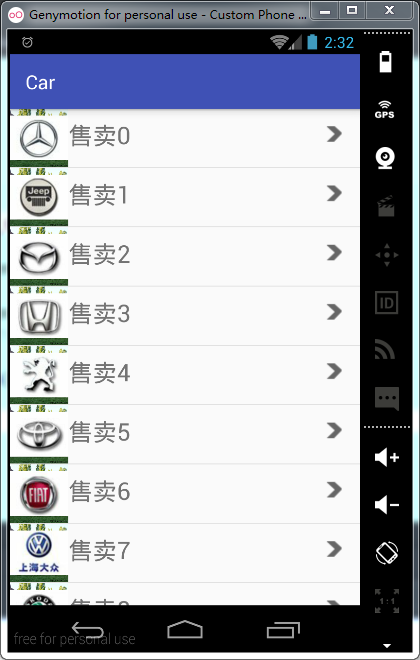 Genymotion for personal use - Custom Phone ...
2:32
Car
GPS
售卖0
Jeep
售卖1
售卖2
ID
售卖3
售卖4
售卖5
售卖6
FIAT
售卖7
上海大众
1:1
free for personal use